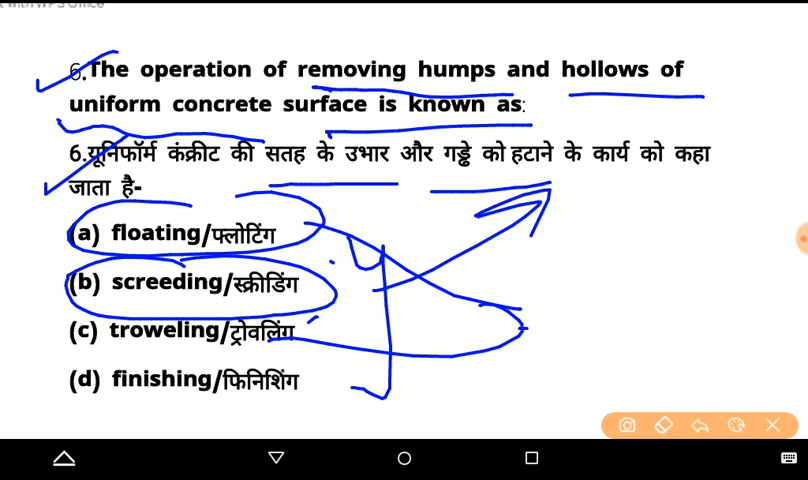 6.The operation of removing humps and hollows of
uniform concrete surface is known as:
6.यूनिफॉर्म कंक्रीट की सतह के उभार और गड्ढे को हटाने के कार्य को कहा
जाता है-
(a) floating/फ्लोटिंग
(b) screeding/स्क्रीडिंग
(c) troweling/ट्रोवलिंग
(d) finishing/फिनिशिंग